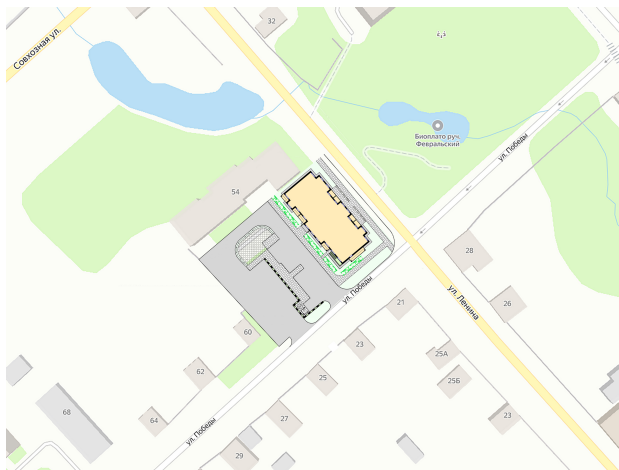 32
Совхозная ул.
Биоплато руч.
Февральский
ул. Победы
54
28
ул. Победы
ул. Ленина
21
26
60
23
25А
62
25
25Б
68
64
27
23
ул. Победы
29